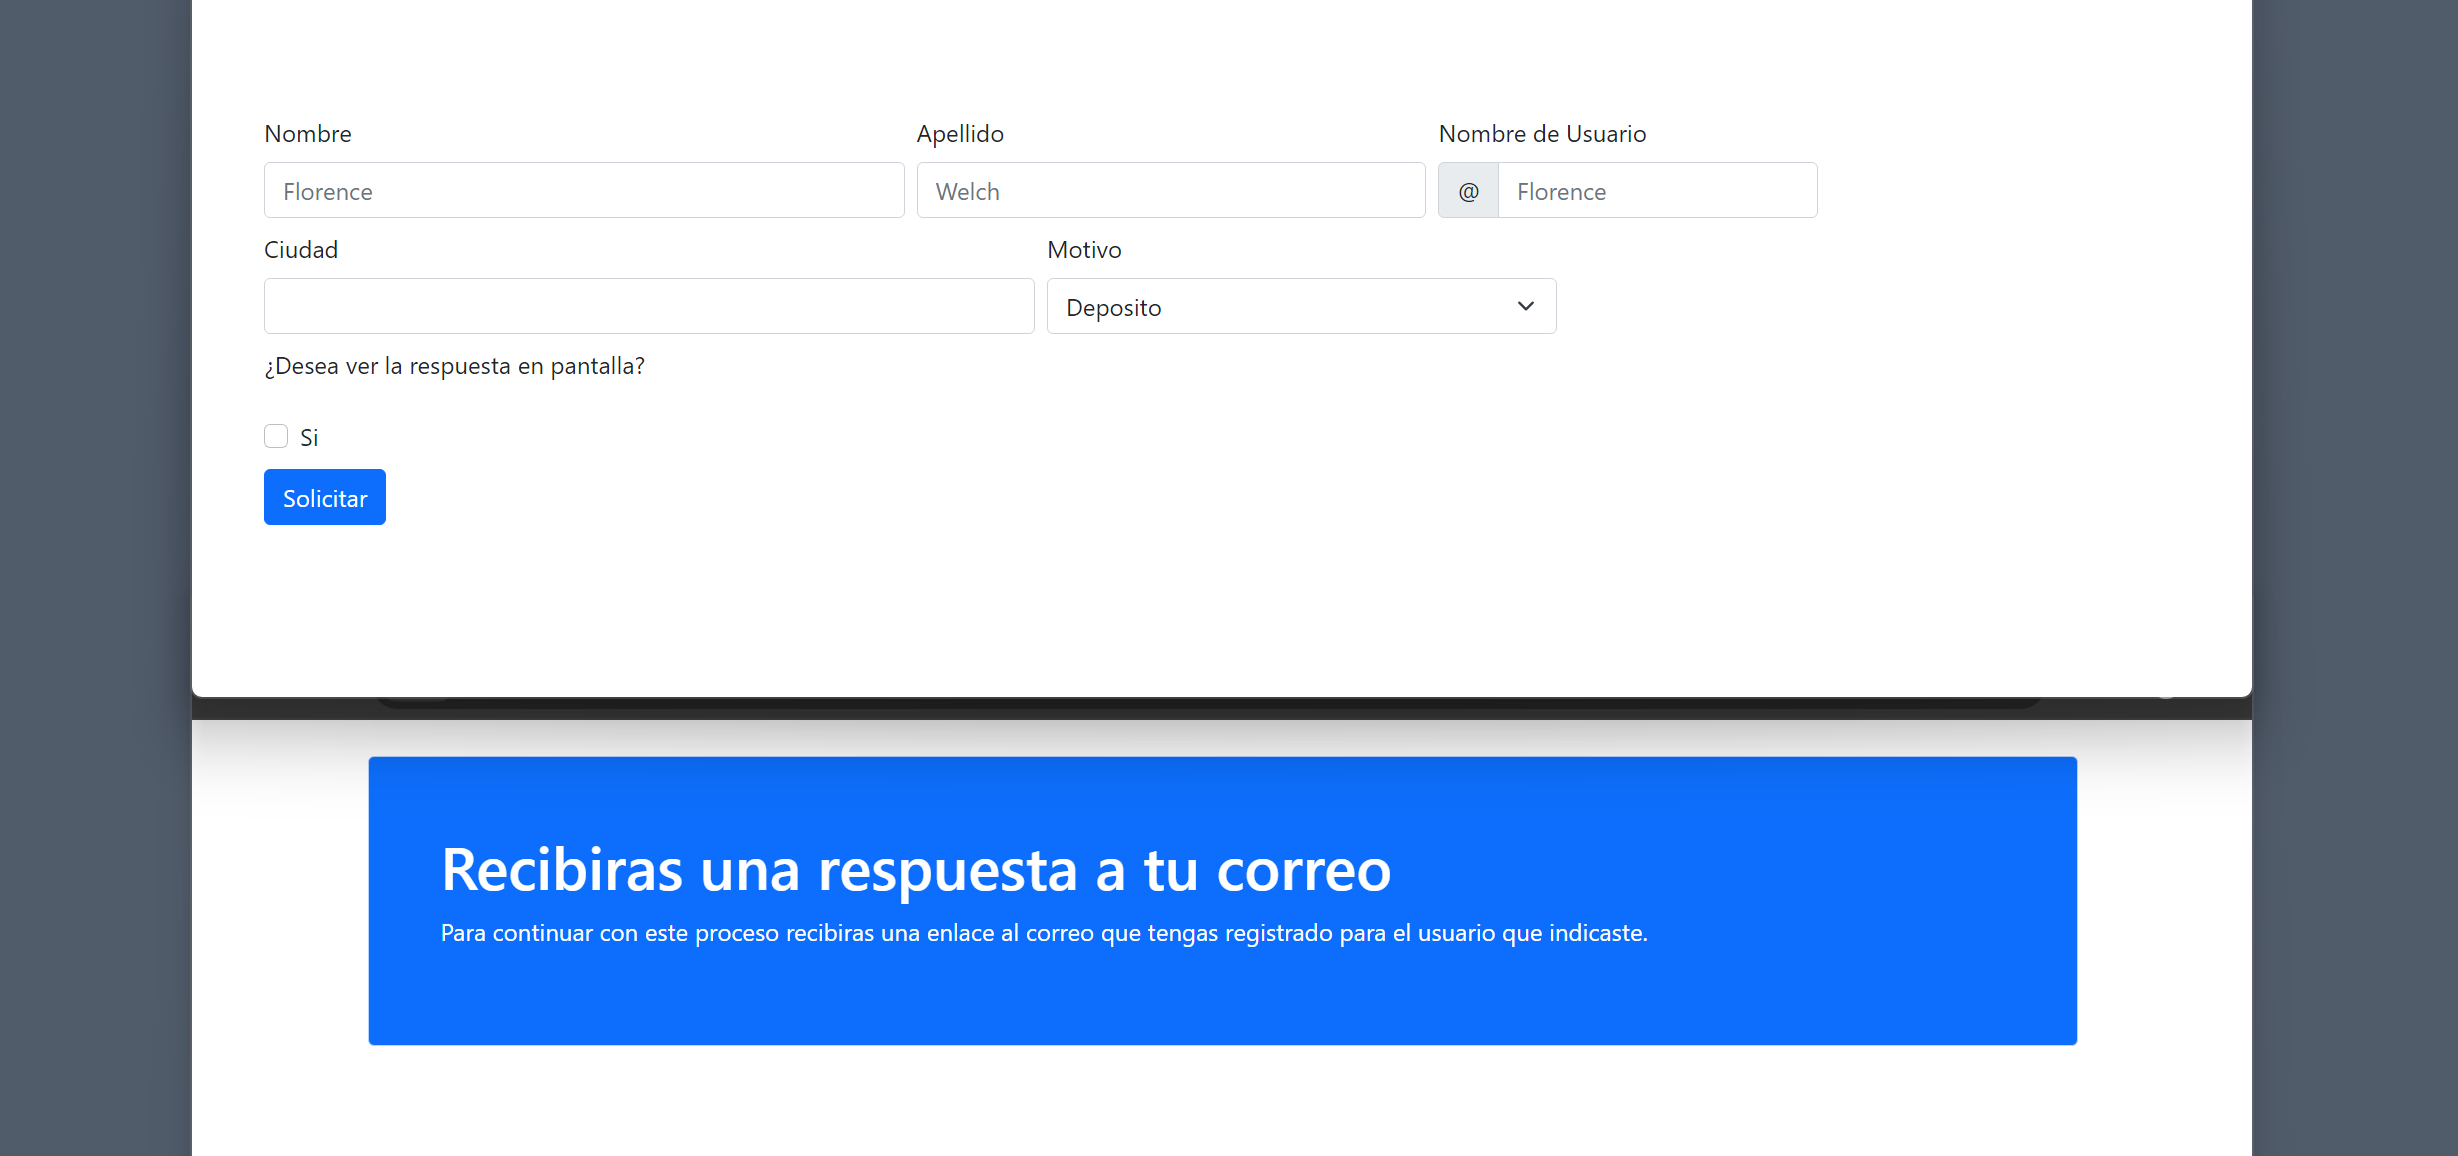 Nombre Apellido Nombre de Usuario
Florence Welch @ Florence
Ciudad Motivo
Deposito
¿Desea ver la respuesta en pantalla?
Si
Solicitar
Recibiras una respuesta a tu correo
Para continuar con este proceso recibiras una enlace al correo que tengas registrado para el usuario que indicaste.